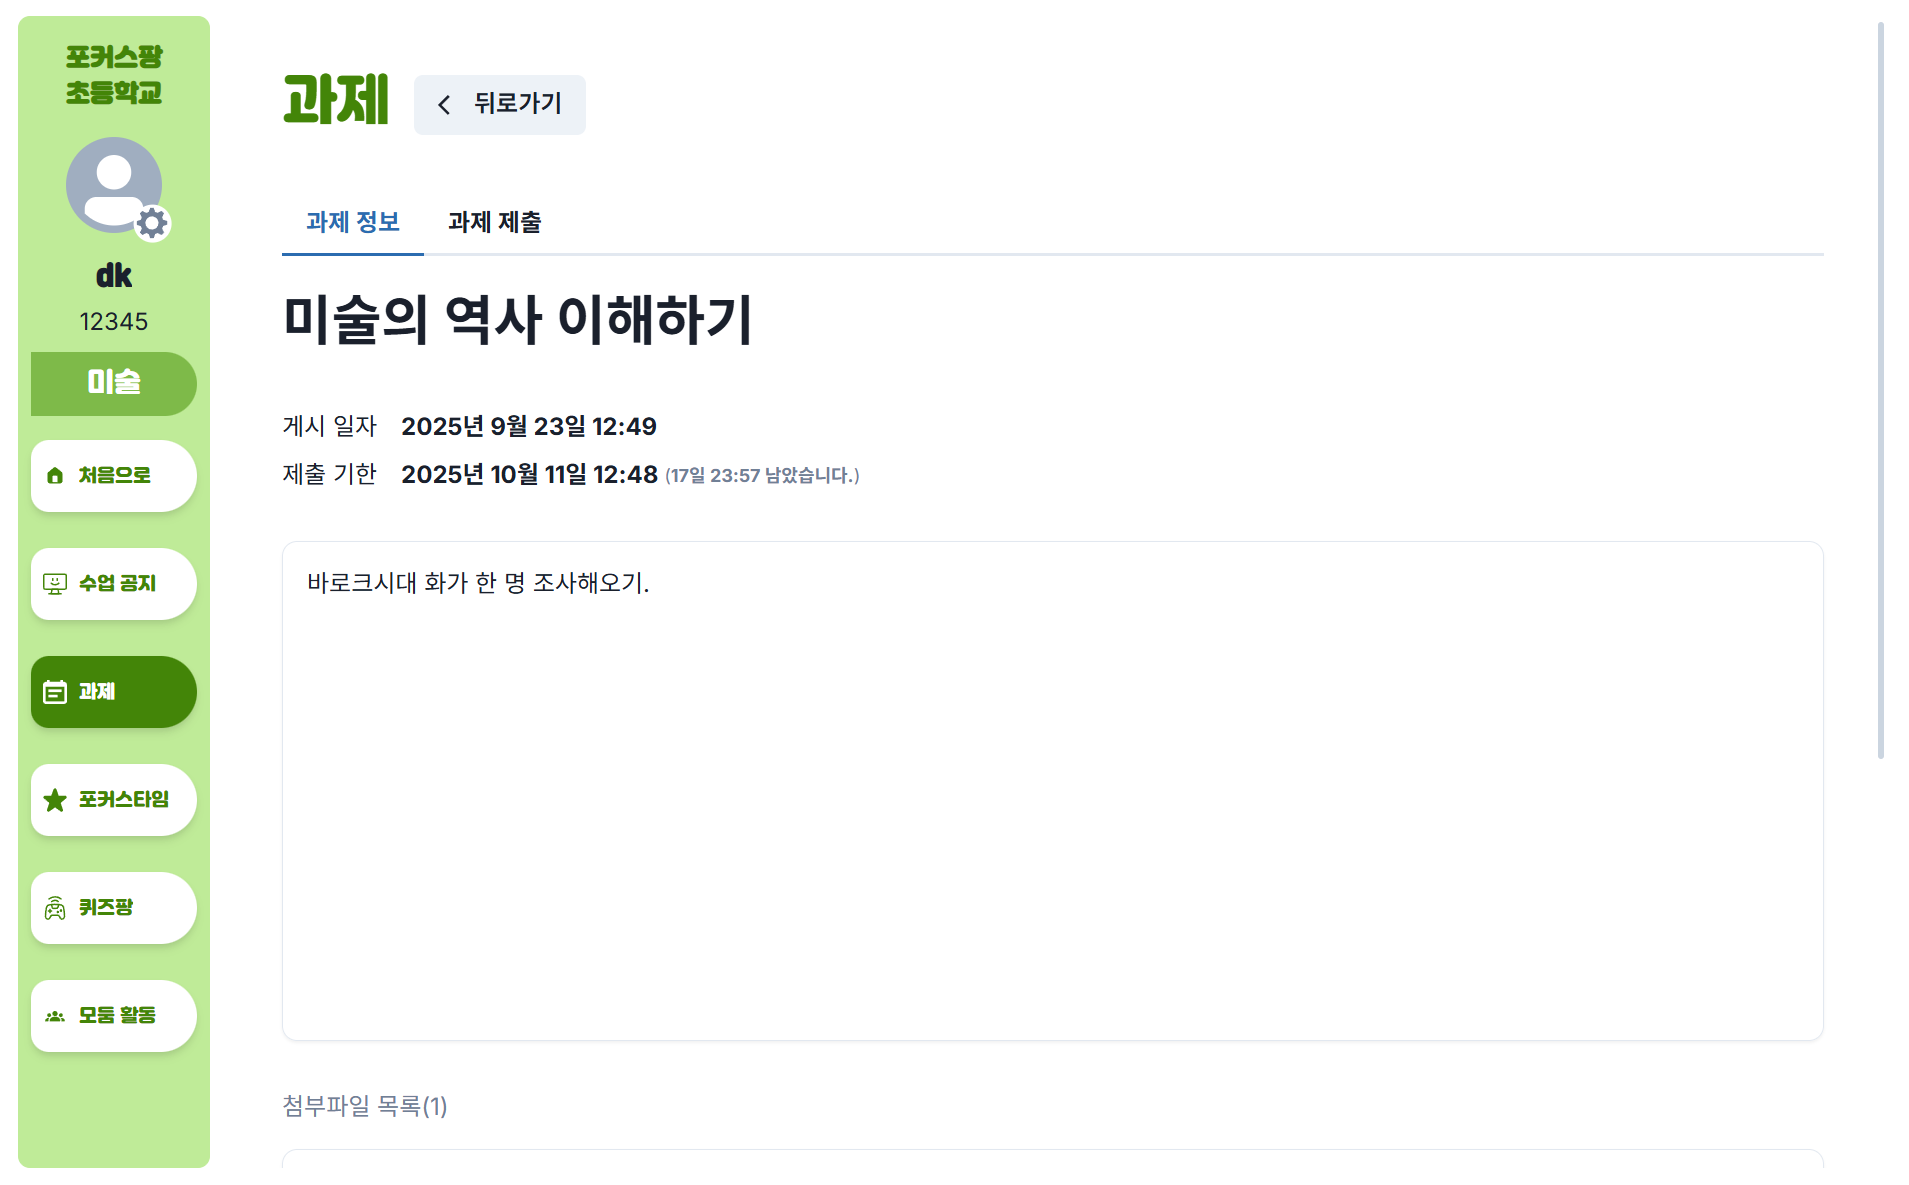 포커스팡
초등학교
dk
12345
미술
처음으로
수업 공지
과제
포커스타임
퀴즈팡
모둠 활동
과제
뒤로가기
과제 정보
과제 제출
미술의 역사 이해하기
게시 일자 2025년 9월 23일 12:49
제출 기한 2025년 10월 11일 12:48 (17일 23:57 남았습니다.)
바로크시대 화가 한 명 조사해오기.
첨부파일 목록(1)